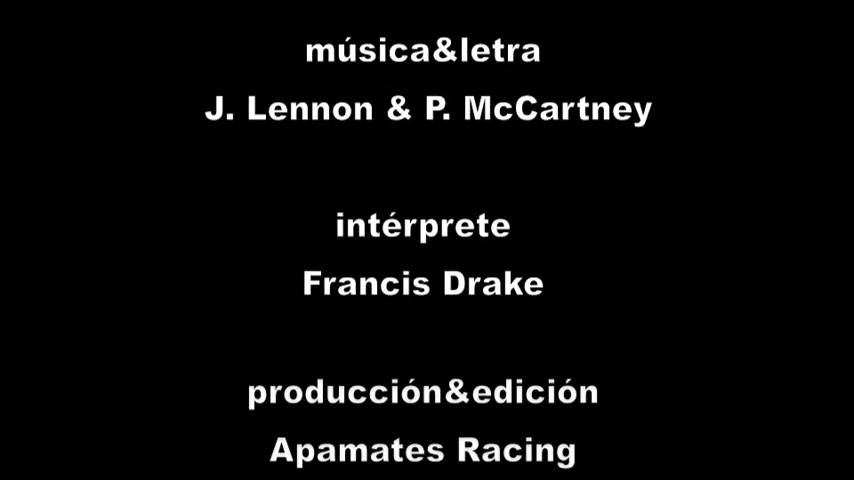 música&letra
J. Lennon & P. McCartney
intérprete
Francis Drake
producción&edición
Apamates Racing